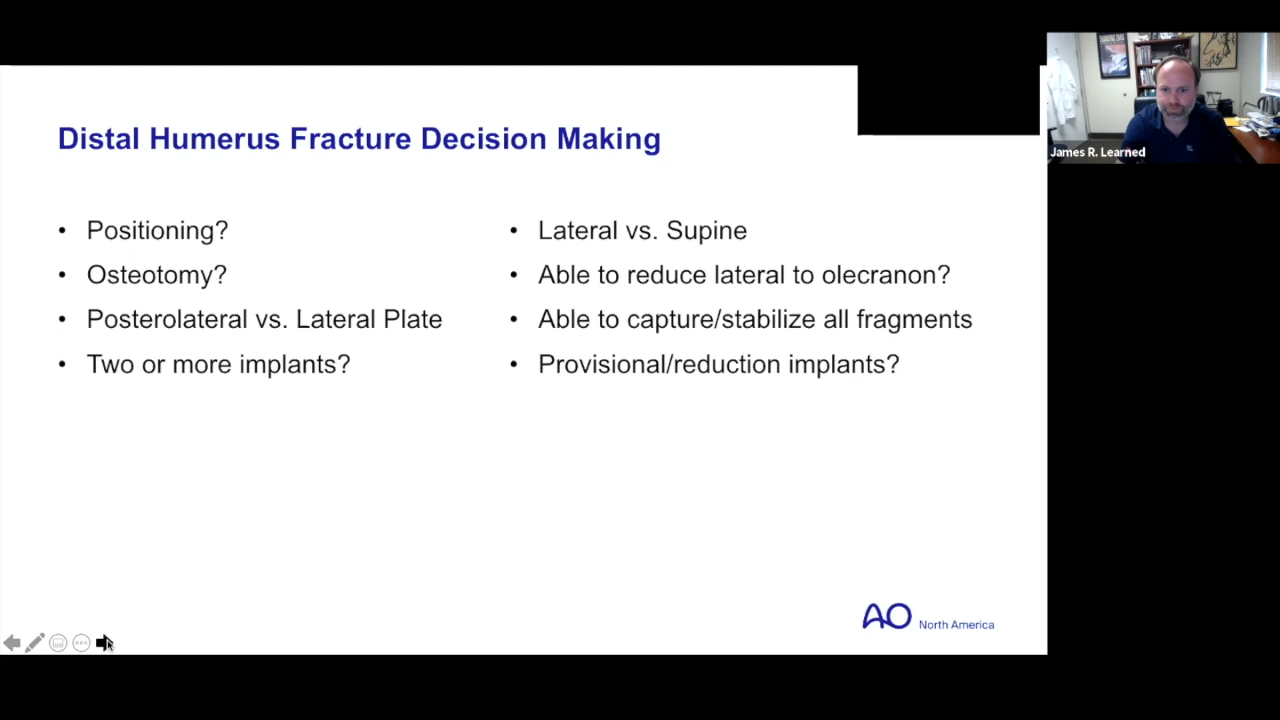 Distal Humerus Fracture Decision Making
• Positioning?
• Osteotomy?
• Posterolateral vs. Lateral Plate
• Two or more implants?
• Lateral vs. Supine
• Able to reduce lateral to olecranon?
• Able to capture/stabilize all fragments
• Provisional/reduction implants?
AO North America
James R. Learned